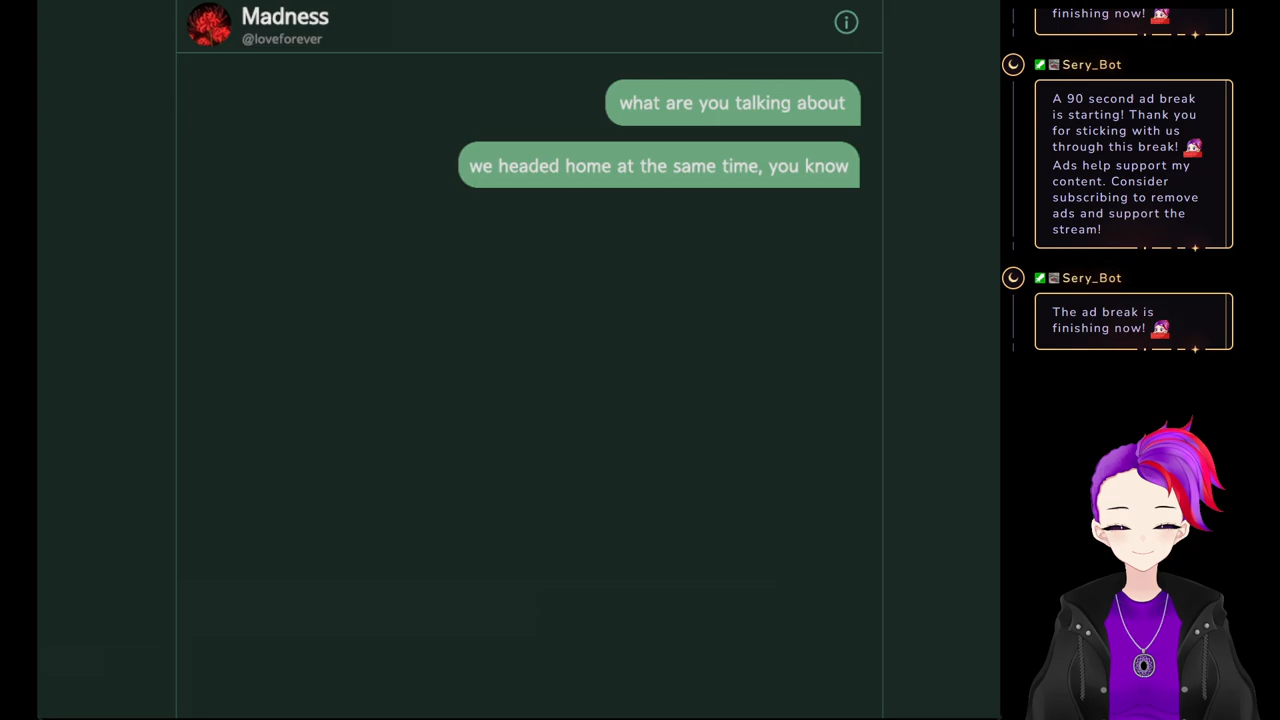 Madness
@loveforever
what are you talking about
we headed home at the same time, you know
finishing now!
Sery_Bot
A 90 second ad break
is starting! Thank you
for sticking with us
through this break!
Ads help support my
content. Consider
subscribing to remove
ads and support the
stream!
Sery_Bot
The ad break is
finishing now!